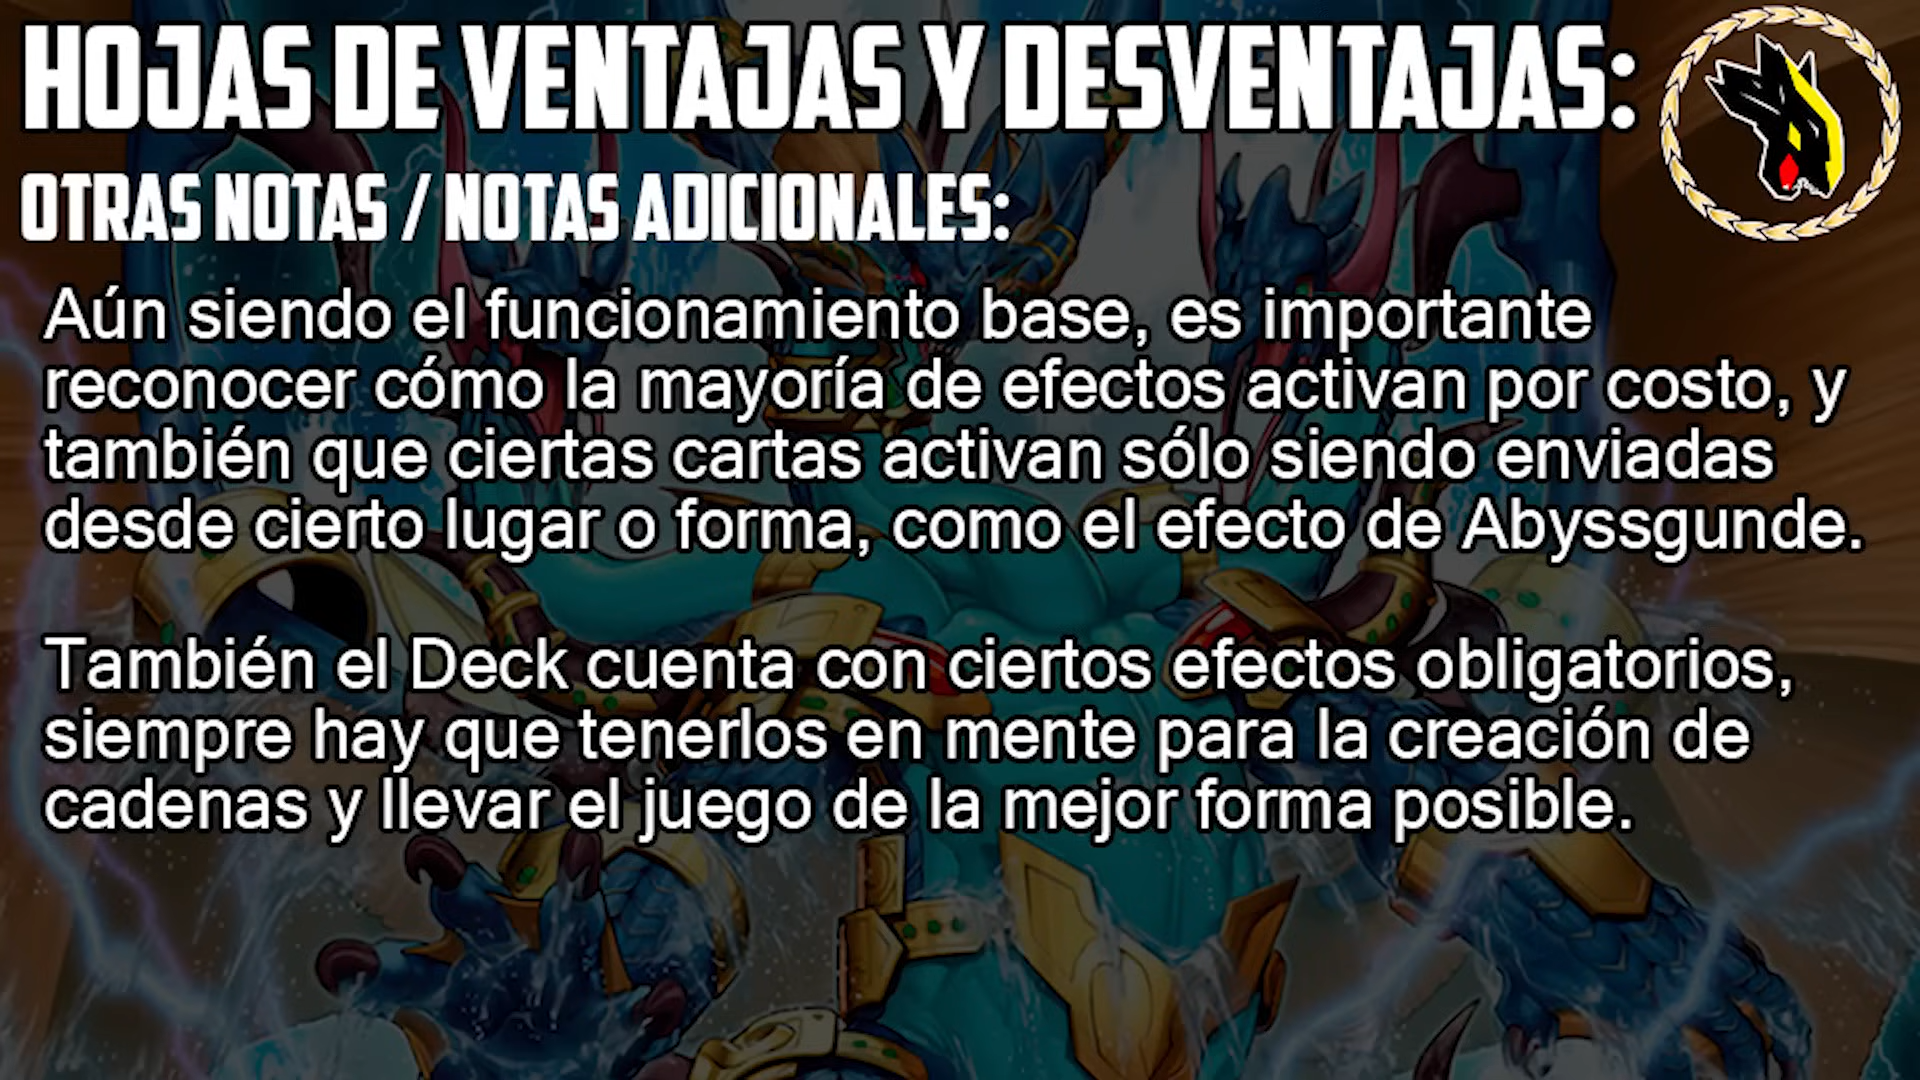 HOJAS DE VENTAJAS Y DESVENTAJAS:
OTRAS NOTAS / NOTAS ADICIONALES:
Aún siendo el funcionamiento base, es importante
reconocer cómo la mayoría de efectos activan por costo, y
también que ciertas cartas activan sólo siendo enviadas
desde cierto lugar o forma, como el efecto de Abyssgunde.
También el Deck cuenta con ciertos efectos obligatorios,
siempre hay que tenerlos en mente para la creación de
cadenas y llevar el juego de la mejor forma posible.